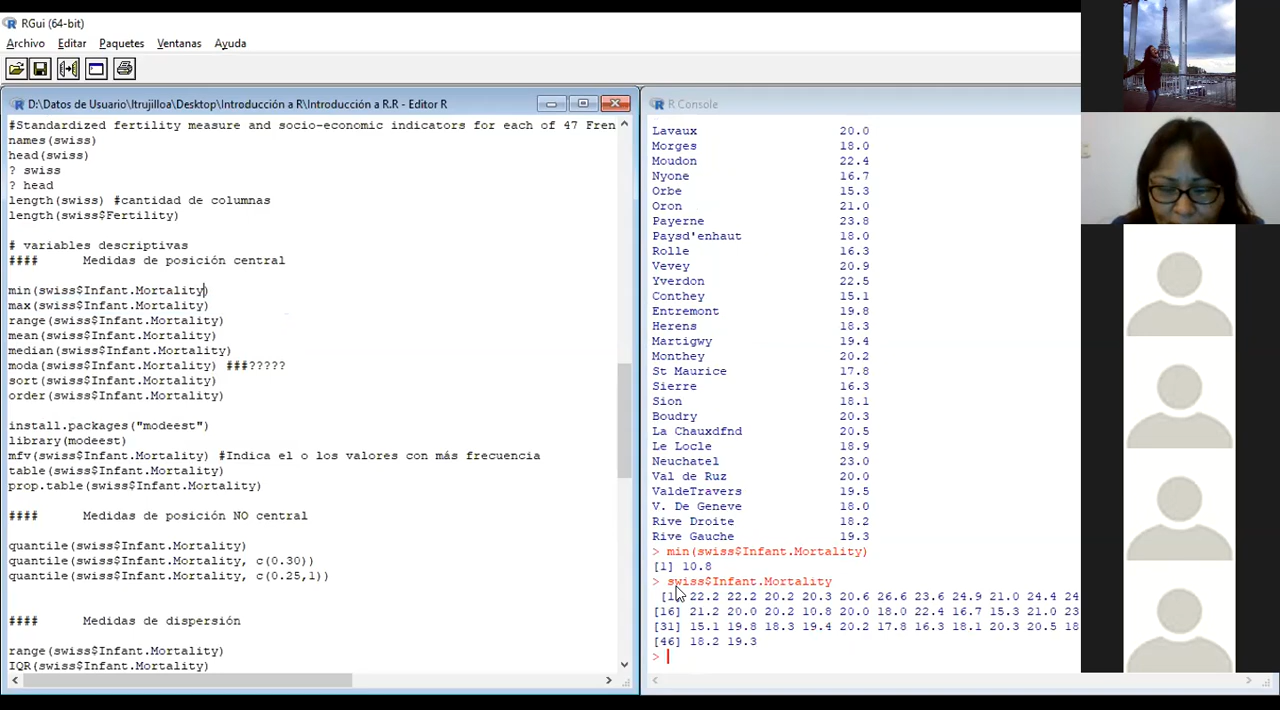 RGui (64-bit)
Archivo Editar Paquetes Ventanas Ayuda
D:\Datos de Usuario\ltrujilloa\Desktop\Introducción a R\Introducción a R.R - Editor R
#Standardized fertility measure and socio-economic indicators for each of 47 Fren
names(swiss)
head(swiss)
? swiss
? head
length(swiss) #cantidad de columnas
length(swiss$Fertility)
# variables descriptivas
#### Medidas de posición central
min(swiss$Infant.Mortality)
max(swiss$Infant.Mortality)
range(swiss$Infant.Mortality)
mean(swiss$Infant.Mortality)
median(swiss$Infant.Mortality)
moda(swiss$Infant.Mortality) ###?????
sort(swiss$Infant.Mortality)
order(swiss$Infant.Mortality)
install.packages("modeest")
library(modeest)
mfv(swiss$Infant.Mortality) #Indica el o los valores con más frecuencia
table(swiss$Infant.Mortality)
prop.table(swiss$Infant.Mortality)
#### Medidas de posición NO central
quantile(swiss$Infant.Mortality)
quantile(swiss$Infant.Mortality, c(0.30))
quantile(swiss$Infant.Mortality, c(0.25,1))
#### Medidas de dispersión
range(swiss$Infant.Mortality)
IQR(swiss$Infant.Mortality)
R Console
Lavaux 20.0
Morges 18.0
Moudon 22.4
Nyone 16.7
Orbe 15.3
Oron 21.0
Payerne 23.8
Paysd'enhaut 18.0
Rolle 16.3
Vevey 20.9
Yverdon 22.5
Conthey 15.1
Entremont 19.8
Herens 18.3
Martigwy 19.4
Monthey 20.2
St Maurice 17.8
Sierre 16.3
Sion 18.1
Boudry 20.3
La Chauxdfnd 20.5
Le Locle 18.9
Neuchatel 23.0
Val de Ruz 20.0
ValdeTravers 19.5
V. De Geneve 18.0
Rive Droite 18.2
Rive Gauche 19.3
> min(swiss$Infant.Mortality)
[1] 10.8
> swiss$Infant.Mortality
[1 22.2 22.2 20.2 20.3 20.6 26.6 23.6 24.9 21.0 24.4 24
[16] 21.2 20.0 20.2 10.8 20.0 18.0 22.4 16.7 15.3 21.0 23
[31] 15.1 19.8 18.3 19.4 20.2 17.8 16.3 18.1 20.3 20.5 18
[46] 18.2 19.3
>